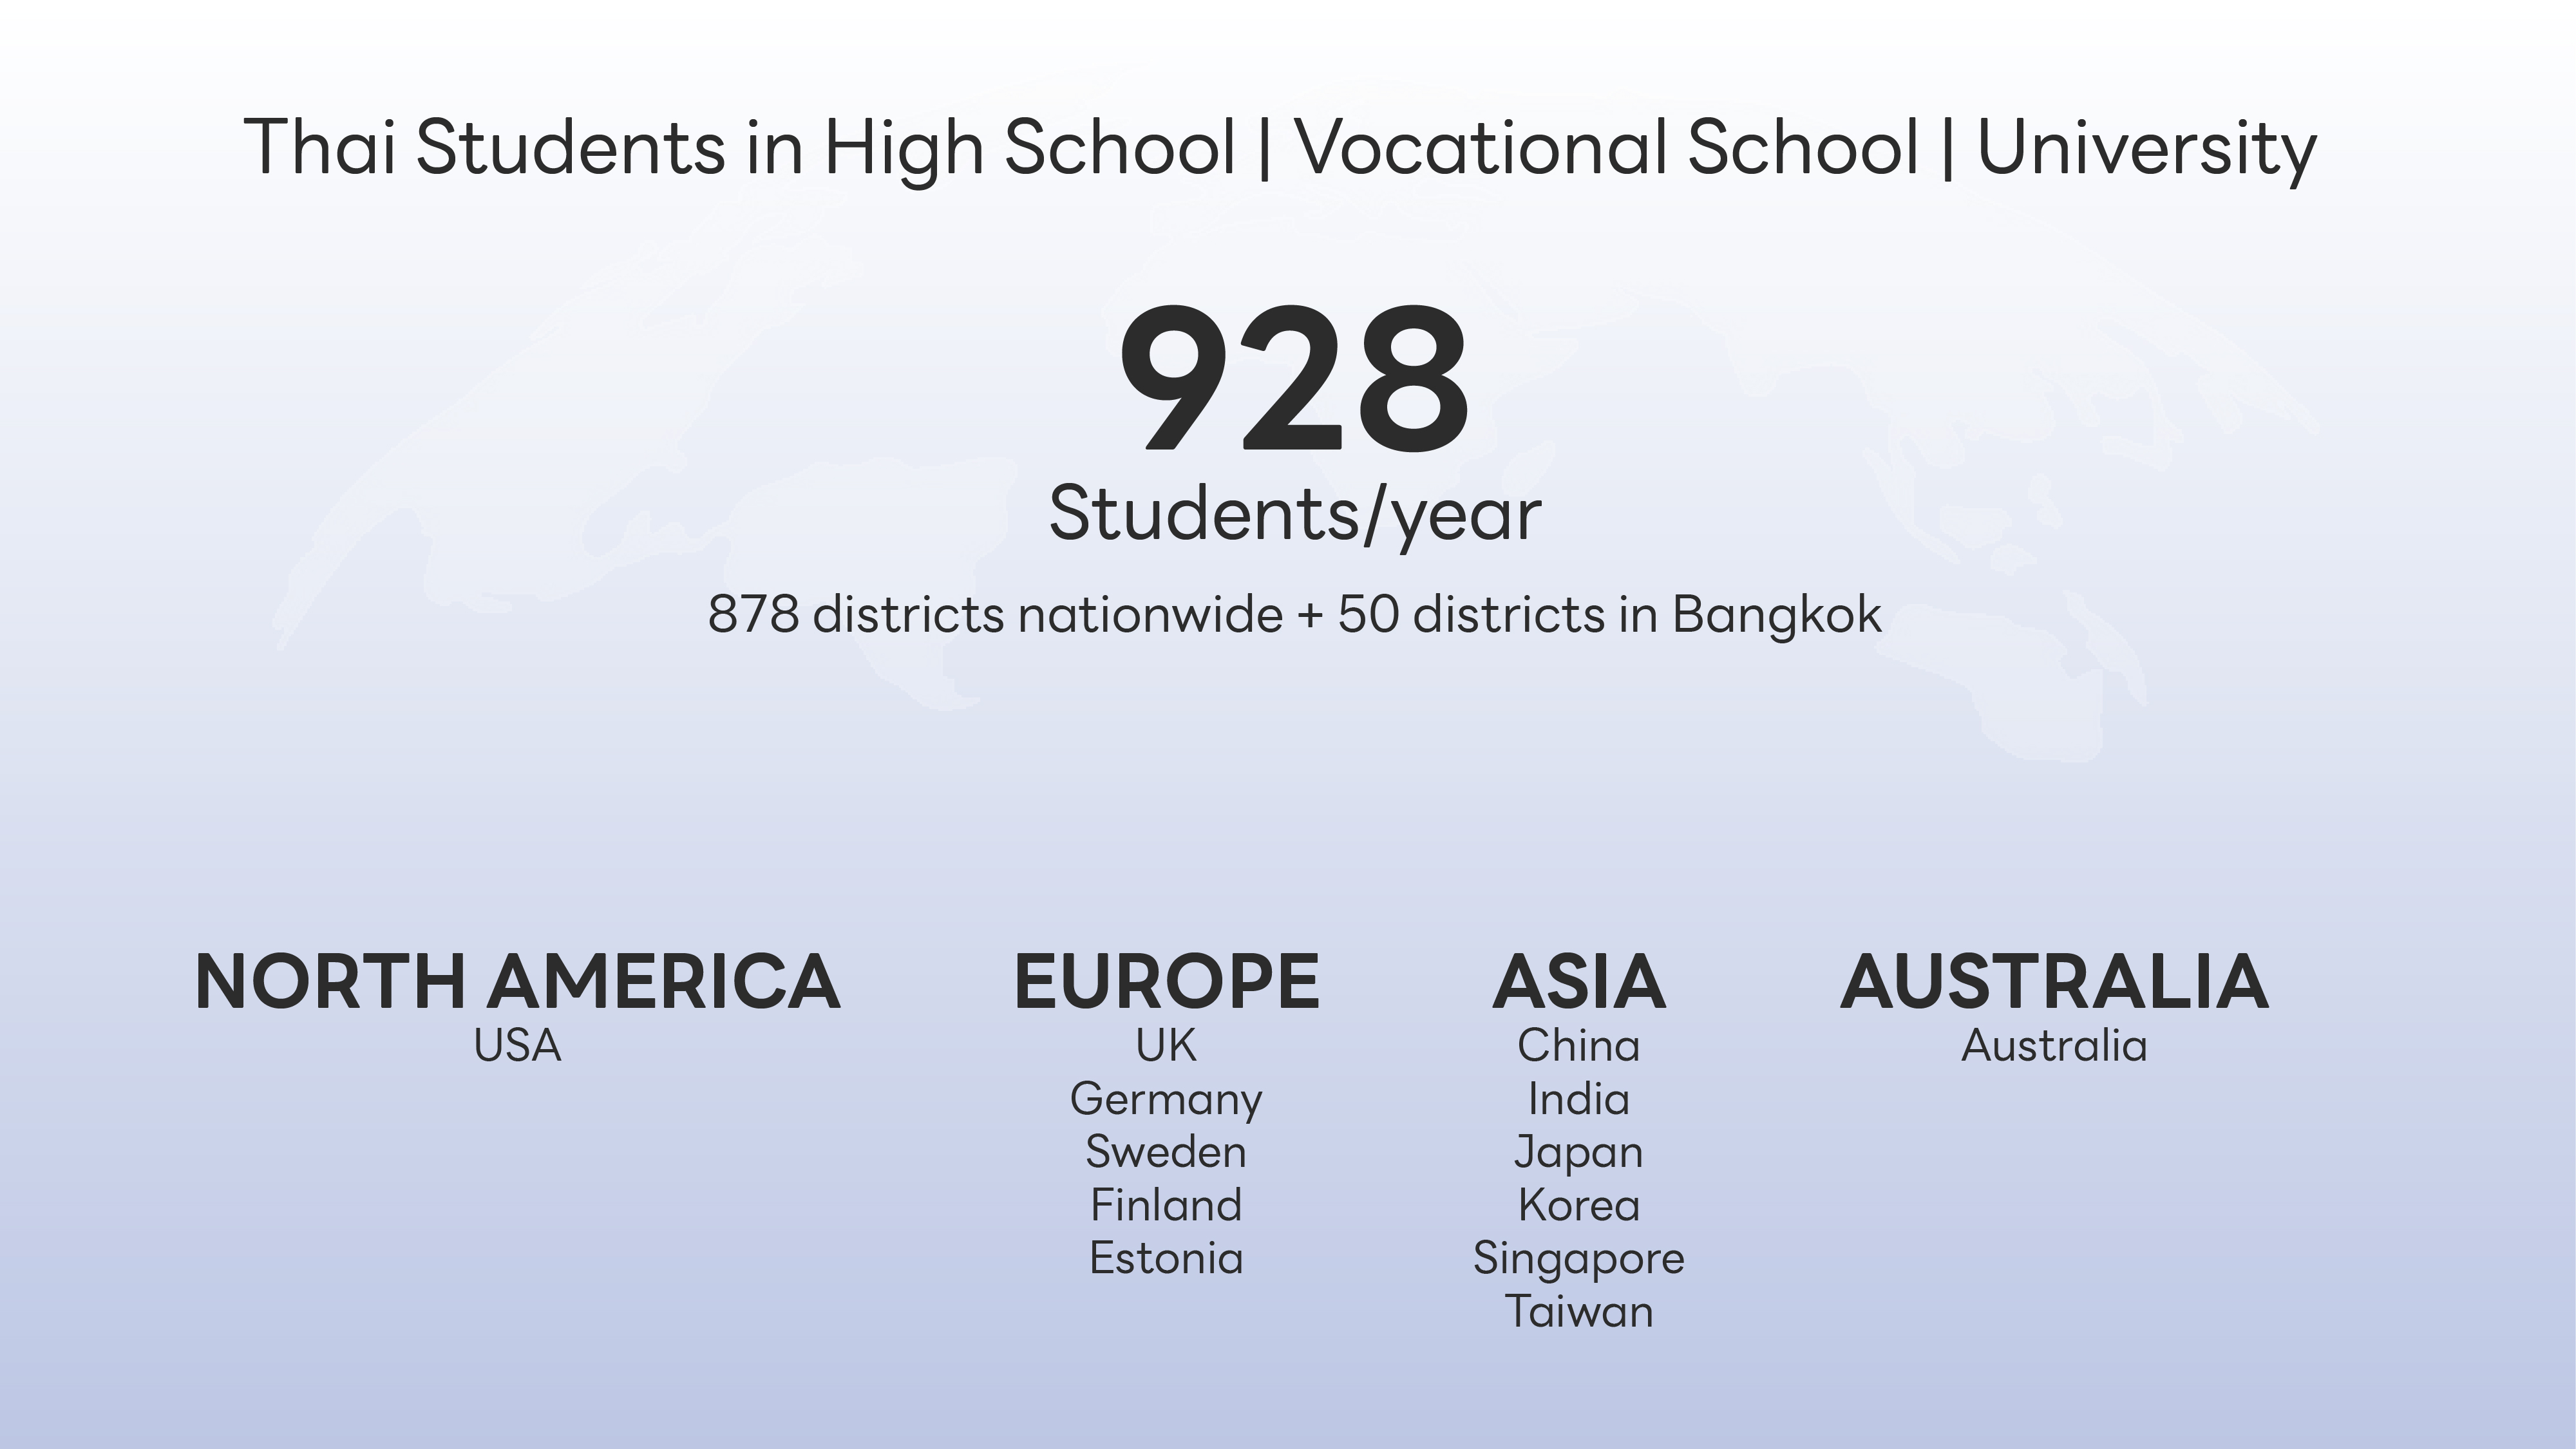 Thai Students in High School | Vocational School | University
928
Students/year
878 districts nationwide + 50 districts in Bangkok
NORTH AMERICA
USA
EUROPE
UK
Germany
Sweden
Finland
Estonia
ASIA
China
India
Japan
Korea
Singapore
Taiwan
AUSTRALIA
Australia